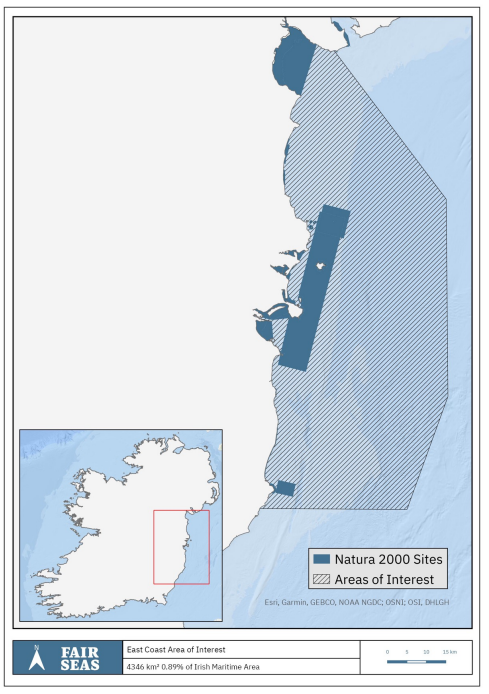 Natura 2000 Sites
Areas of Interest
Esri, Garmin, GEBCO, NOAA NGDC; OSNI; OSI, DHLGH
FAIR
SEAS
East Coast Area of Interest
4346 km² 0.89% of Irish Maritime Area
0 5 10 15 km